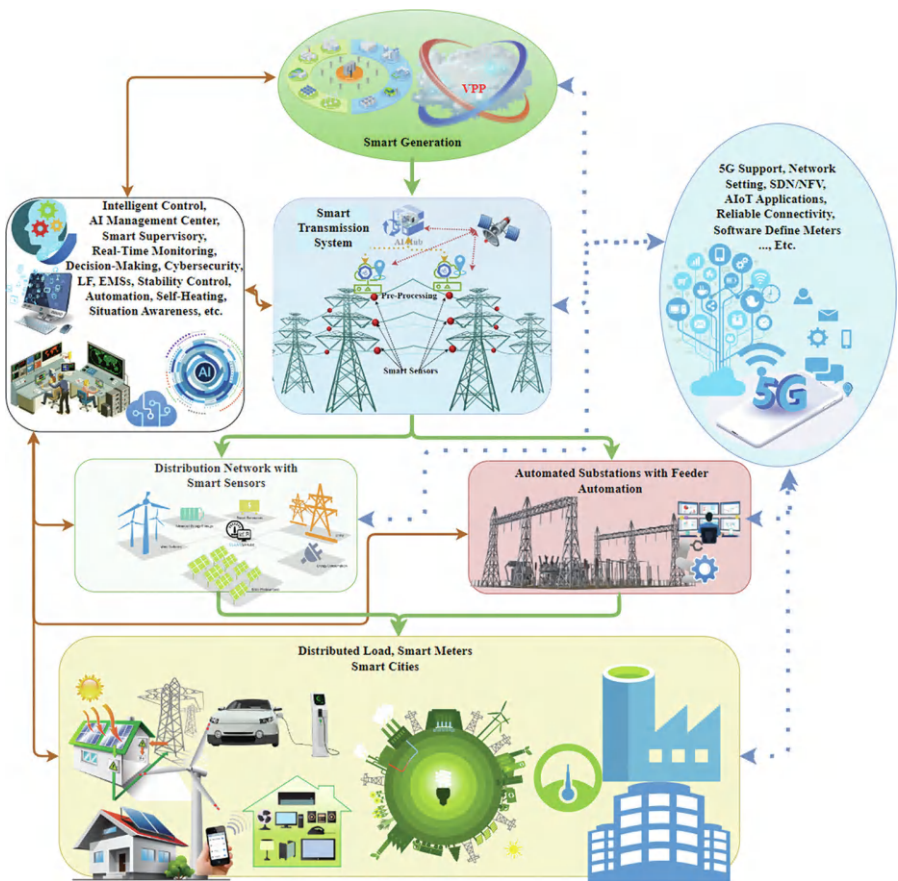 VPP
Smart Generation
Intelligent Control,
AI Management Center,
Smart Supervisory,
Real-Time Monitoring,
Decision-Making, Cybersecurity,
LF, EMSs, Stability Control,
Automation, Self-Heating,
Situation Awareness, etc.
AI
Smart
Transmission
System
AI Hub
Pre-Processing
Smart Sensors
5G Support, Network
Setting, SDN/NFV,
AIoT Applications,
Reliable Connectivity,
Software Define Meters
..., Etc.
5G
Distribution Network with
Smart Sensors
Automated Substations with Feeder
Automation
Distributed Load, Smart Meters
Smart Cities